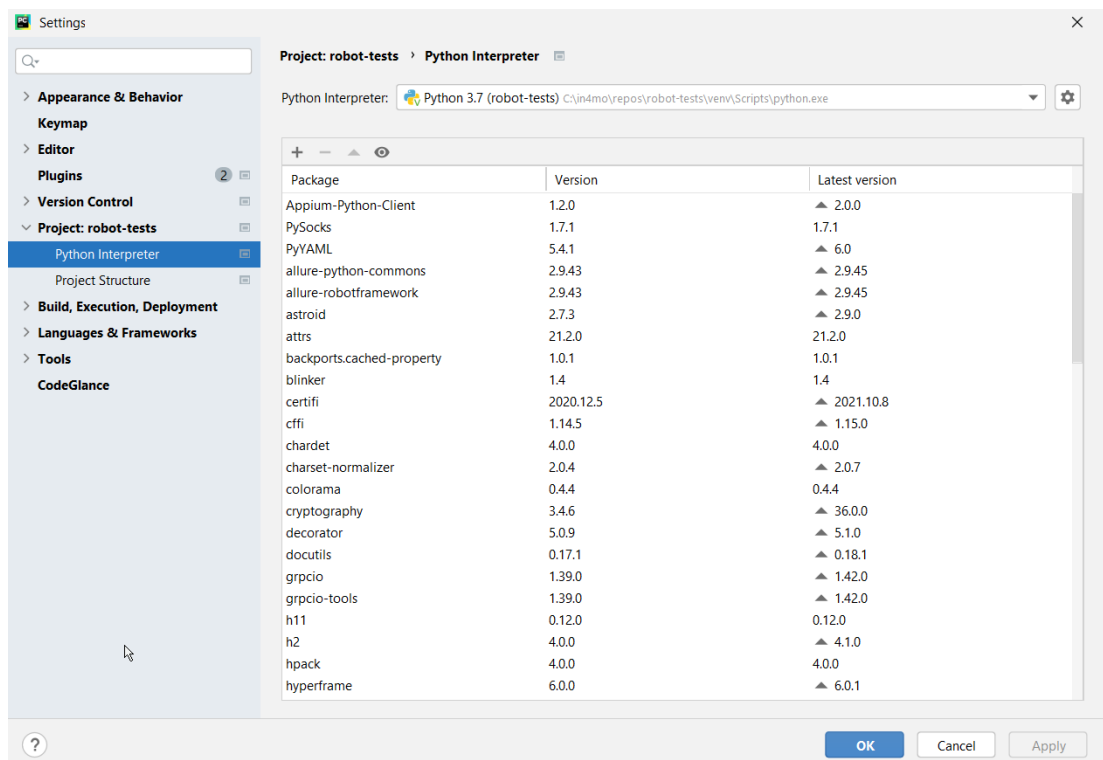 PC Settings
Project: robot-tests › Python Interpreter
Appearance & Behavior
Keymap
Editor
Plugins 2
Version Control
Project: robot-tests
Python Interpreter
Project Structure
Build, Execution, Deployment
Languages & Frameworks
Tools
CodeGlance
Python Interpreter: Python 3.7 (robot-tests) C:\in4mo\repos\robot-tests\venv\Scripts\python.exe
Package Version Latest version
Appium-Python-Client 1.2.0 2.0.0
PySocks 1.7.1 1.7.1
PyYAML 5.4.1 6.0
allure-python-commons 2.9.43 2.9.45
allure-robotframework 2.9.43 2.9.45
astroid 2.7.3 2.9.0
attrs 21.2.0 21.2.0
backports.cached-property 1.0.1 1.0.1
blinker 1.4 1.4
certifi 2020.12.5 2021.10.8
cffi 1.14.5 1.15.0
chardet 4.0.0 4.0.0
charset-normalizer 2.0.4 2.0.7
colorama 0.4.4 0.4.4
cryptography 3.4.6 36.0.0
decorator 5.0.9 5.1.0
docutils 0.17.1 0.18.1
grpcio 1.39.0 1.42.0
grpcio-tools 1.39.0 1.42.0
h11 0.12.0 0.12.0
h2 4.0.0 4.1.0
hpack 4.0.0 4.0.0
hyperframe 6.0.0 6.0.1
? OK Cancel Apply